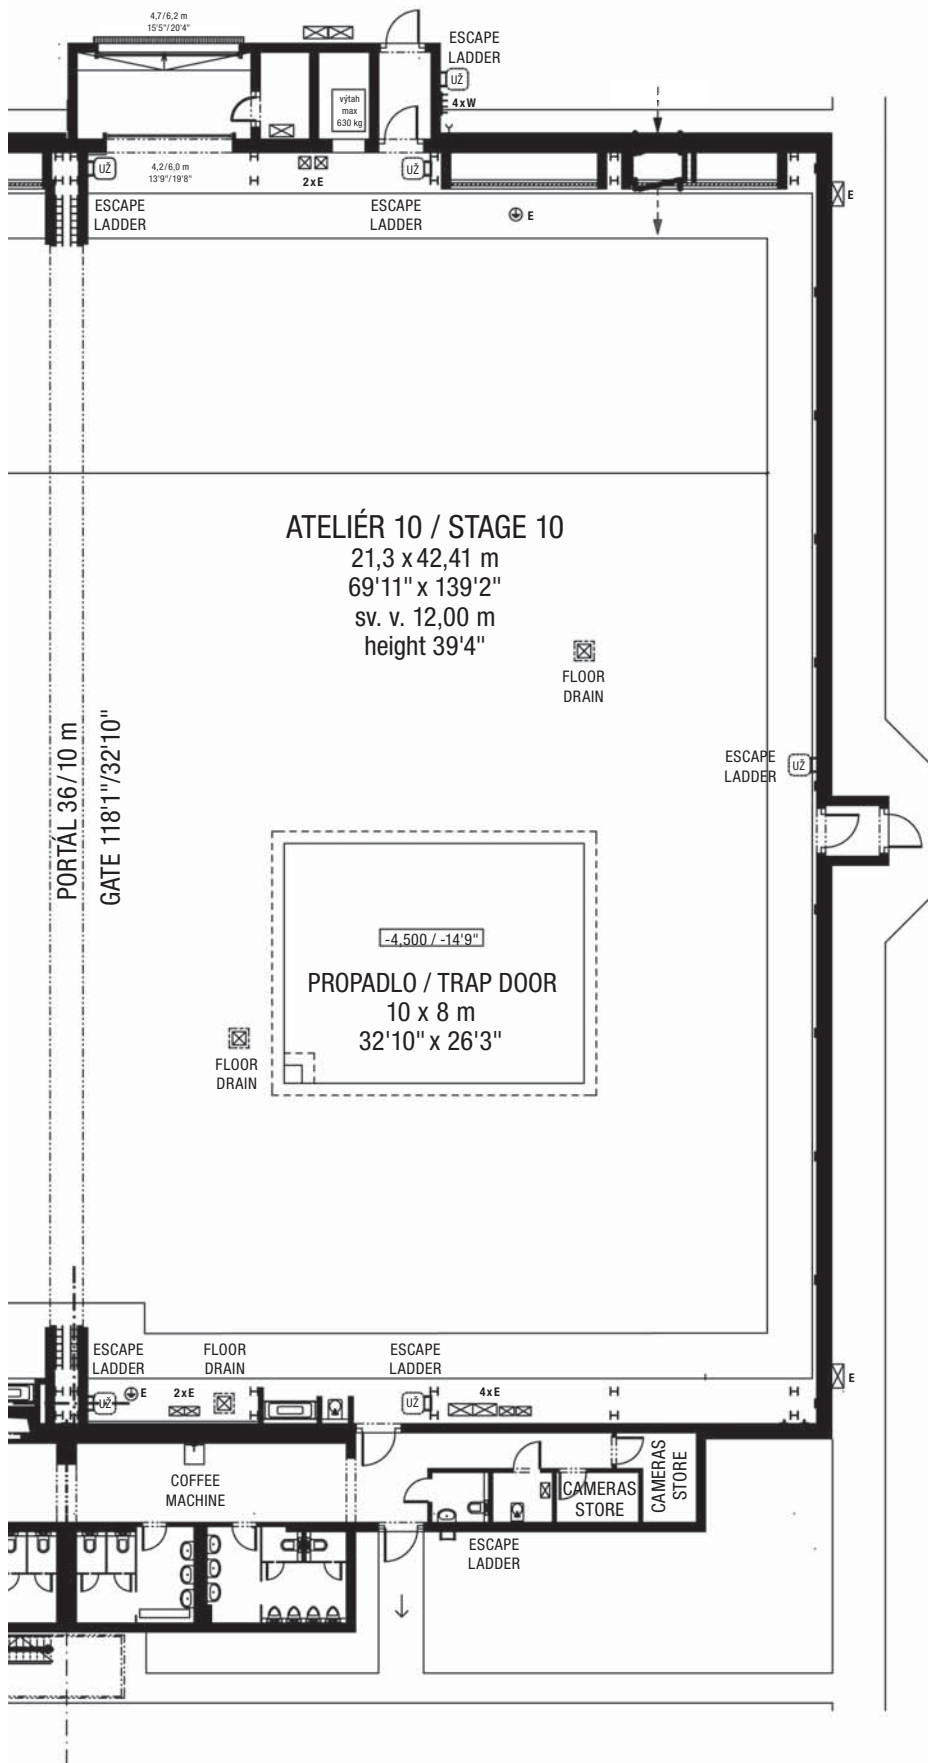 4,7/6,2 m
15'5"/20'4"
ESCAPE
LADDER
UŽ
výtah
max
630 kg
4xW
UŽ
4,2/6,0 m
13'9"/19'8"
2xE
UŽ
ESCAPE
LADDER
ESCAPE
LADDER
E
E
ATELIÉR 10 / STAGE 10
21,3 x 42,41 m
69'11" x 139'2"
sv. v. 12,00 m
height 39'4"
FLOOR
DRAIN
PORTÁL 36/10 m
GATE 118'1"/32'10"
ESCAPE
LADDER
UŽ
-4,500 / -14'9"
PROPADLO / TRAP DOOR
10 x 8 m
32'10" x 26'3"
FLOOR
DRAIN
ESCAPE
LADDER
FLOOR
DRAIN
ESCAPE
LADDER
UŽ
E
2xE
UŽ
4xE
E
COFFEE
MACHINE
CAMERAS
STORE
CAMERAS
STORE
ESCAPE
LADDER